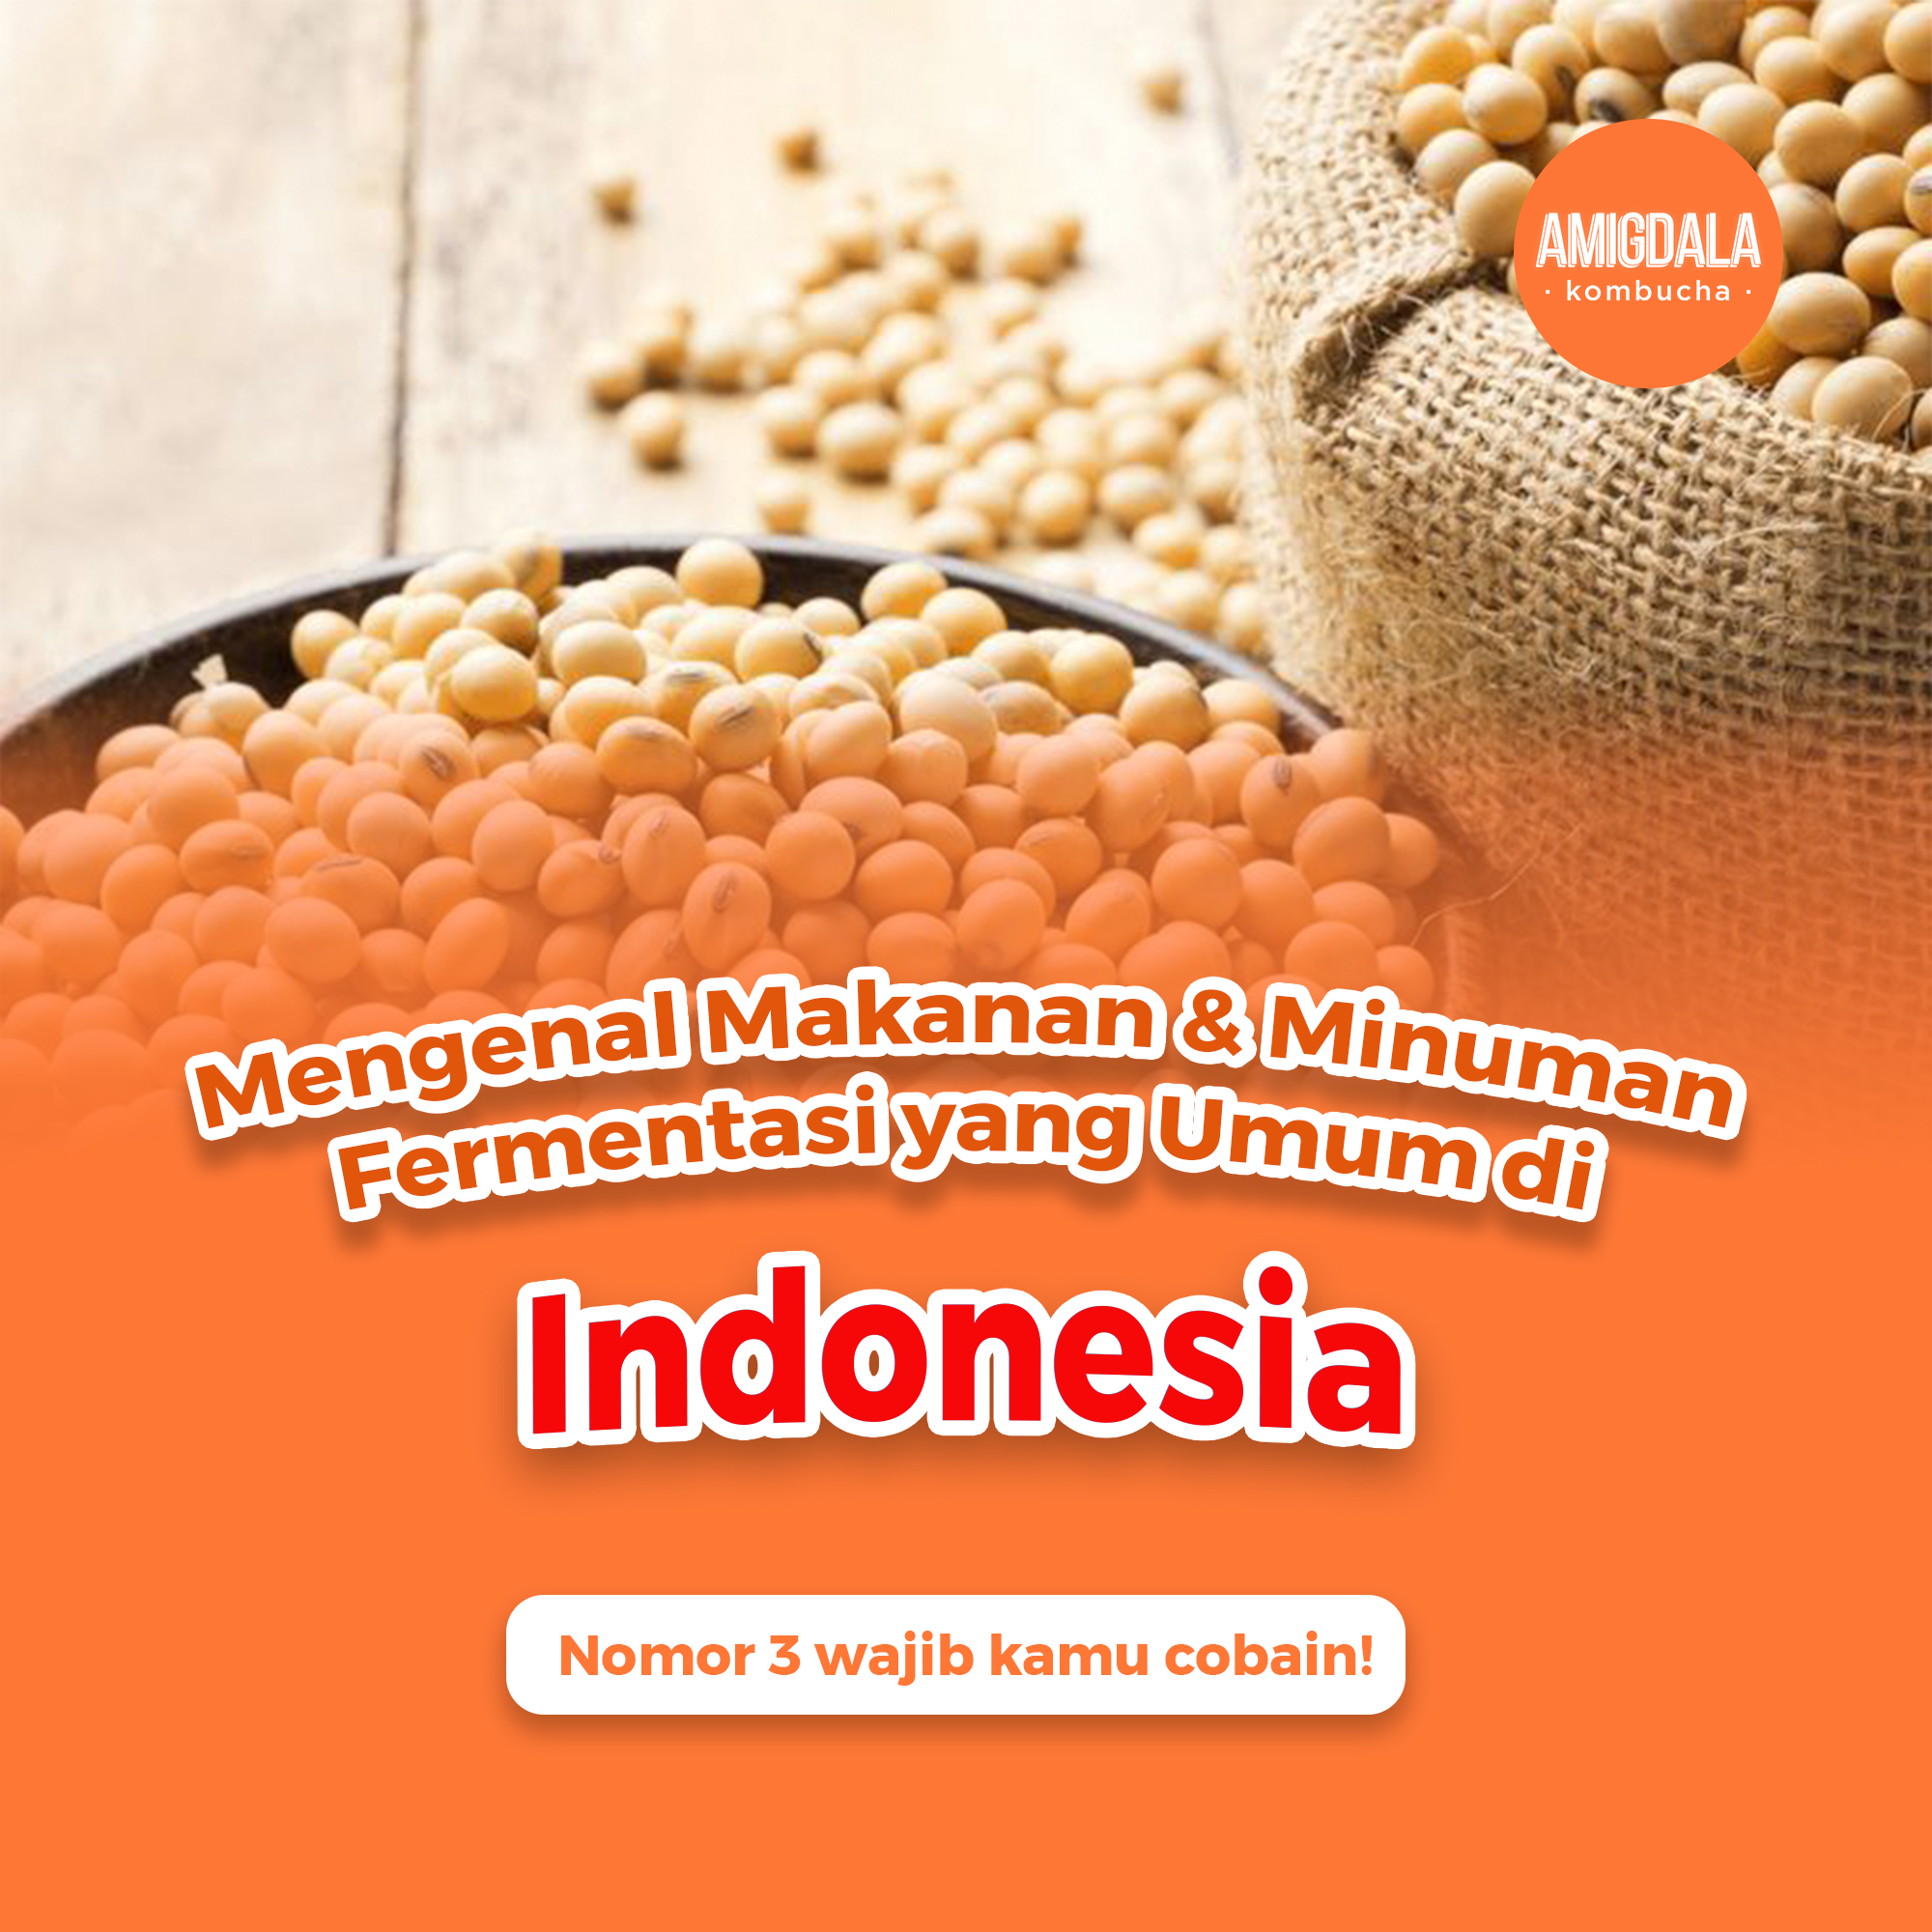 AMIGDALA
· kombucha ·
Mengenal Makanan & Minuman
Fermentasi yang Umum di
Indonesia
Nomor 3 wajib kamu cobain!